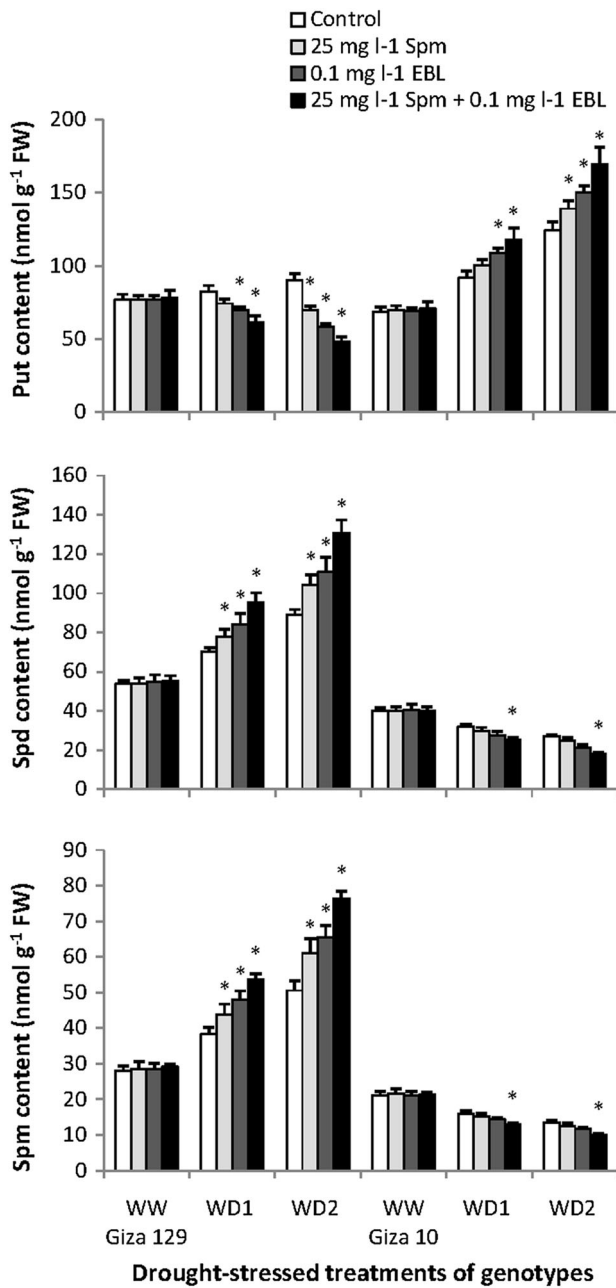 Control
25 mg l-1 Spm
0.1 mg l-1 EBL
25 mg l-1 Spm + 0.1 mg l-1 EBL
Put content (nmol g⁻¹ FW)
200
150
100
50
0
* * * * * * * * * *
Spd content (nmol g⁻¹ FW)
160
140
120
100
80
60
40
20
0
* * * * * * * *
Spm content (nmol g⁻¹ FW)
90
80
70
60
50
40
30
20
10
0
* * * * * * * *
WW WD1 WD2 WW WD1 WD2
Giza 129 Giza 10
Drought-stressed treatments of genotypes